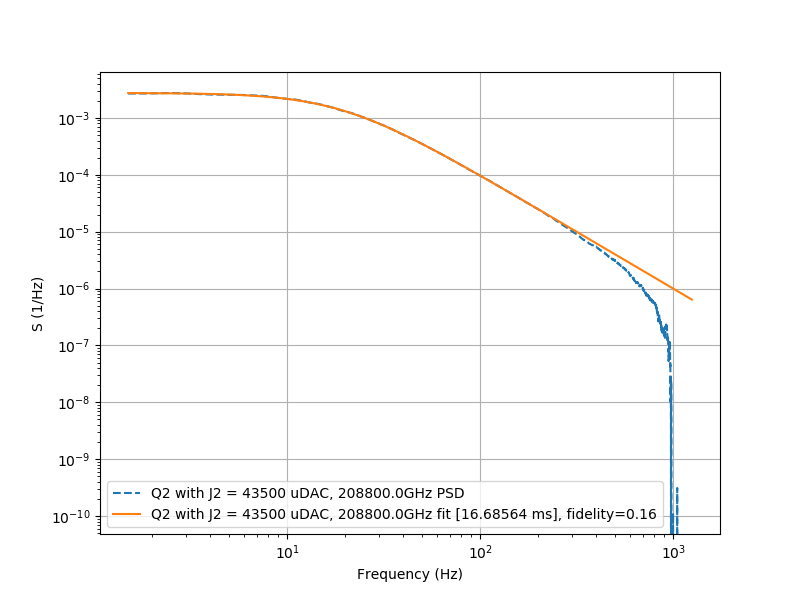 10⁻³
10⁻⁴
10⁻⁵
10⁻⁶
10⁻⁷
10⁻⁸
10⁻⁹
10⁻¹⁰
S (1/Hz)
Q2 with J2 = 43500 uDAC, 208800.0GHz PSD
Q2 with J2 = 43500 uDAC, 208800.0GHz fit [16.68564 ms], fidelity=0.16
10¹ 10² 10³
Frequency (Hz)